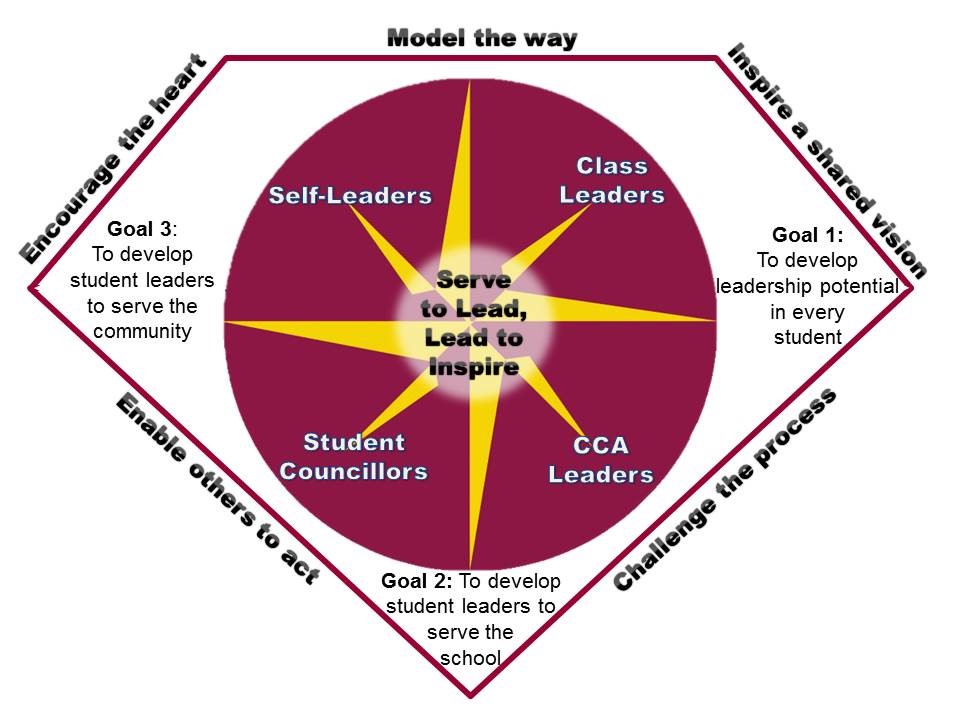 Model the way
Encourage the heart
Inspire a shared vision
Self-Leaders
Class
Leaders
Goal 3:
To develop
student leaders
to serve the
community
Goal 1:
To develop
leadership potential
in every
student
Serve
to Lead,
Lead to
Inspire
Student
Councillors
CCA
Leaders
Enable others to act
Challenge the process
Goal 2: To develop
student leaders to
serve the
school